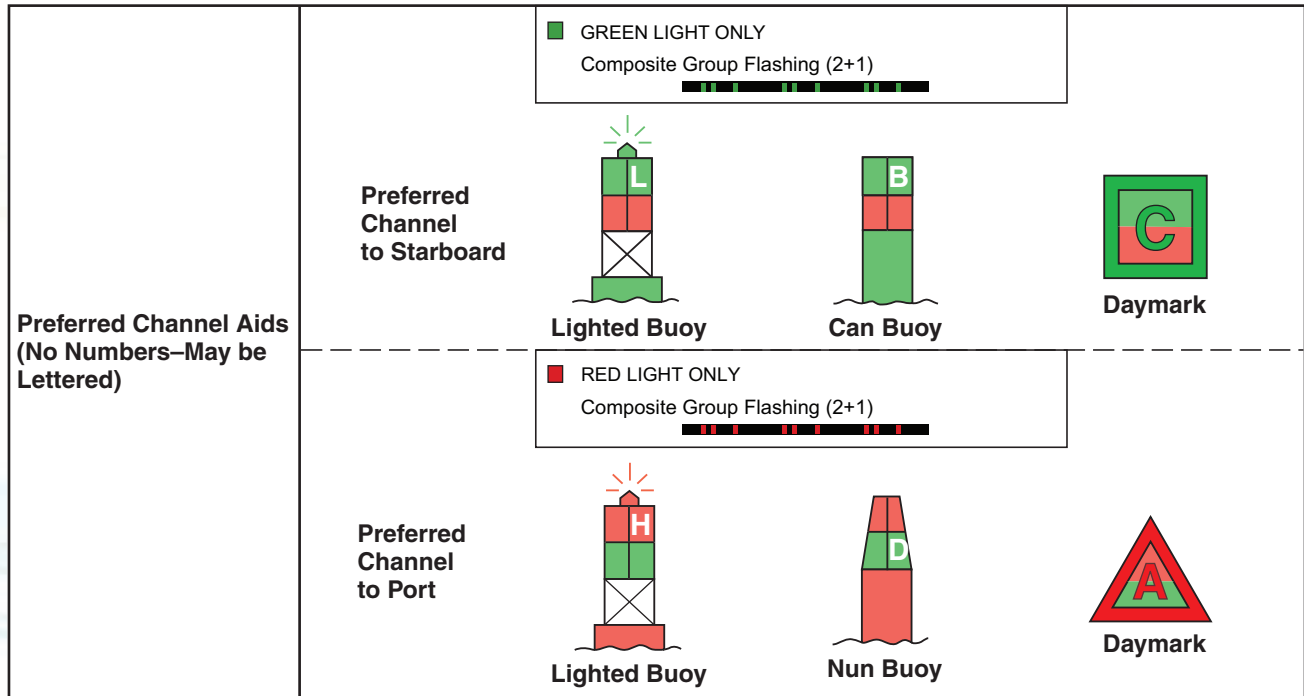 Preferred Channel Aids
(No Numbers–May be
Lettered)
GREEN LIGHT ONLY
Composite Group Flashing (2+1)
Preferred
Channel
to Starboard
L
B
C
Lighted Buoy
Can Buoy
Daymark
RED LIGHT ONLY
Composite Group Flashing (2+1)
Preferred
Channel
to Port
H
D
A
Lighted Buoy
Nun Buoy
Daymark